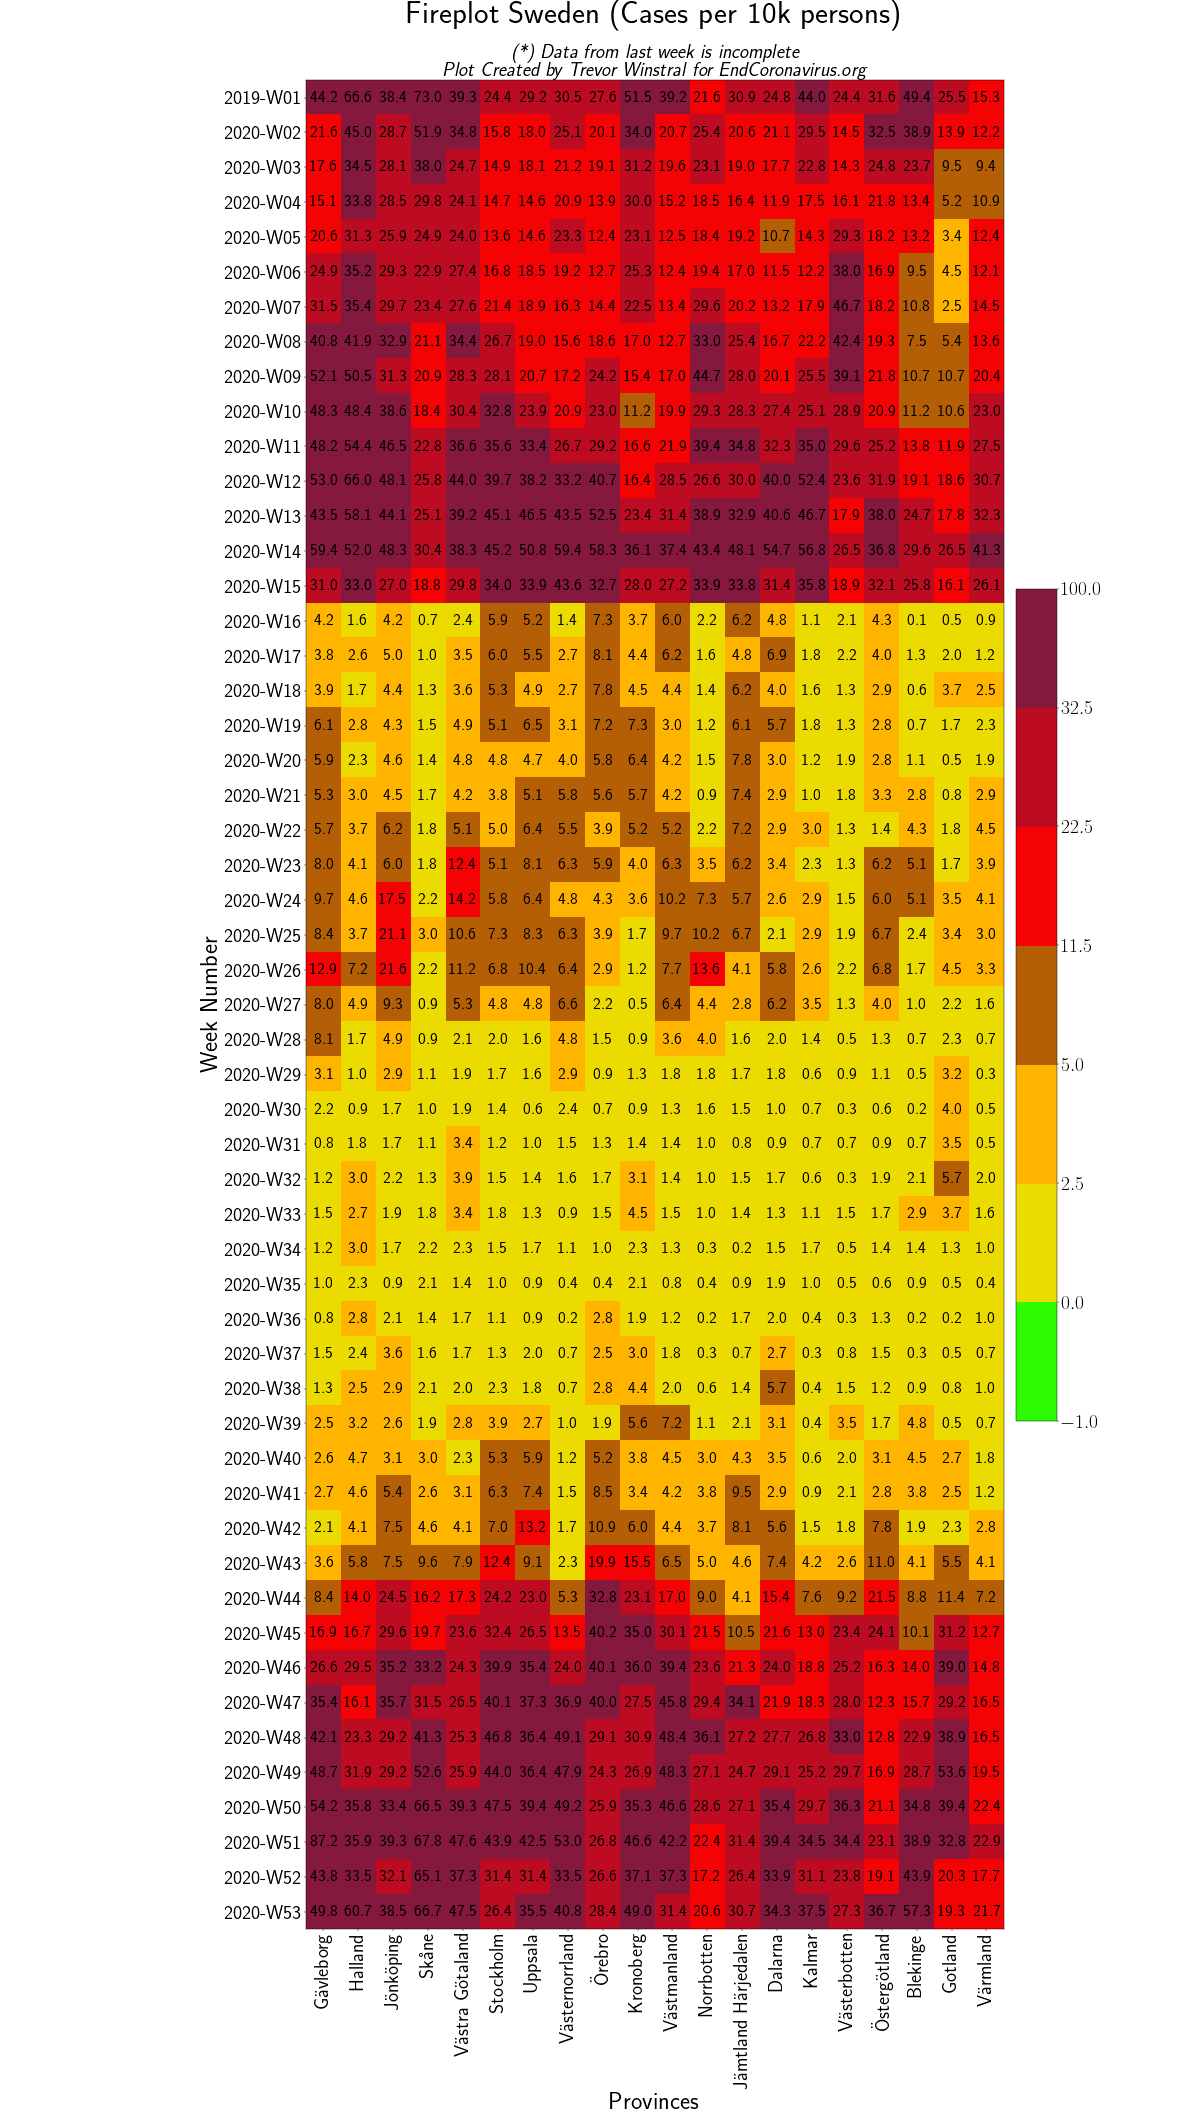 Fireplot Sweden (Cases per 10k persons)
(*) Data from last week is incomplete
Plot Created by Trevor Winstral for EndCoronavirus.org
2019-W01 44.2 66.6 38.4 73.0 39.3 24.4 29.2 30.5 27.6 51.5 39.2 21.6 30.9 24.8 44.0 24.4 31.6 49.4 25.5 15.3
2020-W02 21.6 45.0 28.7 51.9 34.8 15.8 18.0 25.1 20.1 34.0 20.7 25.4 20.6 21.1 29.5 14.5 32.5 38.9 13.9 12.2
2020-W03 17.6 34.5 28.1 38.0 24.7 14.9 18.1 21.2 19.1 31.2 19.6 23.1 19.0 17.7 22.8 14.3 24.8 23.7 9.5 9.4
2020-W04 15.1 33.8 28.5 29.8 24.1 14.7 14.6 20.9 13.9 30.0 15.2 18.5 16.4 11.9 17.5 16.1 21.8 13.4 5.2 10.9
2020-W05 20.6 31.3 25.9 24.9 24.0 13.6 14.6 23.3 12.4 23.1 12.5 18.4 19.2 10.7 14.3 29.3 18.2 13.2 3.4 12.4
2020-W06 24.9 35.2 29.3 22.9 27.4 16.8 18.5 19.2 12.7 25.3 12.4 19.4 17.0 11.5 12.2 38.0 16.9 9.5 4.5 12.1
2020-W07 31.5 35.4 29.7 23.4 27.6 21.4 18.9 16.3 14.4 22.5 13.4 29.6 20.2 13.2 17.9 46.7 18.2 10.8 2.5 14.5
2020-W08 40.8 41.9 32.9 21.1 34.4 26.7 19.0 15.6 18.6 17.0 12.7 33.0 25.4 16.7 22.2 42.4 19.3 7.5 5.4 13.6
2020-W09 52.1 50.5 31.3 20.9 28.3 28.1 20.7 17.2 24.2 15.4 17.0 44.7 28.0 20.1 25.5 39.1 21.8 10.7 10.7 20.4
2020-W10 48.3 48.4 38.6 18.4 30.4 32.8 23.9 20.9 23.0 11.2 19.9 29.3 28.3 27.4 25.1 28.9 20.9 11.2 10.6 23.0
2020-W11 48.2 54.4 46.5 22.8 36.6 35.6 33.4 26.7 29.2 16.6 21.9 39.4 34.8 32.3 35.0 29.6 25.2 13.8 11.9 27.5
2020-W12 53.0 66.0 48.1 25.8 44.0 39.7 38.2 33.2 40.7 16.4 28.5 26.6 30.0 40.0 52.4 23.6 31.9 19.1 18.6 30.7
2020-W13 43.5 58.1 44.1 25.1 39.2 45.1 46.5 43.5 52.5 23.4 31.4 38.9 32.9 40.6 46.7 17.9 38.0 24.7 17.8 32.3
2020-W14 59.4 52.0 48.3 30.4 38.3 45.2 50.8 59.4 58.3 36.1 37.4 43.4 48.1 54.7 56.8 26.5 36.8 29.6 26.5 41.3
2020-W15 31.0 33.0 27.0 18.8 29.8 34.0 33.9 43.6 32.7 28.0 27.2 33.9 33.8 31.4 35.8 18.9 32.1 25.8 16.1 26.1
2020-W16 4.2 1.6 4.2 0.7 2.4 5.9 5.2 1.4 7.3 3.7 6.0 2.2 6.2 4.8 1.1 2.1 4.3 0.1 0.5 0.9
2020-W17 3.8 2.6 5.0 1.0 3.5 6.0 5.5 2.7 8.1 4.4 6.2 1.6 4.8 6.9 1.8 2.2 4.0 1.3 2.0 1.2
2020-W18 3.9 1.7 4.4 1.3 3.6 5.3 4.9 2.7 7.8 4.5 4.4 1.4 6.2 4.0 1.6 1.3 2.9 0.6 3.7 2.5
2020-W19 6.1 2.8 4.3 1.5 4.9 5.1 6.5 3.1 7.2 7.3 3.0 1.2 6.1 5.7 1.8 1.3 2.8 0.7 1.7 2.3
2020-W20 5.9 2.3 4.6 1.4 4.8 4.8 4.7 4.0 5.8 6.4 4.2 1.5 7.8 3.0 1.2 1.9 2.8 1.1 0.5 1.9
2020-W21 5.3 3.0 4.5 1.7 4.2 3.8 5.1 5.8 5.6 5.7 4.2 0.9 7.4 2.9 1.0 1.8 3.3 2.8 0.8 2.9
2020-W22 5.7 3.7 6.2 1.8 5.1 5.0 6.4 5.5 3.9 5.2 5.2 2.2 7.2 2.9 3.0 1.3 1.4 4.3 1.8 4.5
2020-W23 8.0 4.1 6.0 1.8 12.4 5.1 8.1 6.3 5.9 4.0 6.3 3.5 6.2 3.4 2.3 1.3 6.2 5.1 1.7 3.9
2020-W24 9.7 4.6 17.5 2.2 14.2 5.8 6.4 4.8 4.3 3.6 10.2 7.3 5.7 2.6 2.9 1.5 6.0 5.1 3.5 4.1
2020-W25 8.4 3.7 21.1 3.0 10.6 7.3 8.3 6.3 3.9 1.7 9.7 10.2 6.7 2.1 2.9 1.9 6.7 2.4 3.4 3.0
2020-W26 12.9 7.2 21.6 2.2 11.2 6.8 10.4 6.4 2.9 1.2 7.7 13.6 4.1 5.8 2.6 2.2 6.8 1.7 4.5 3.3
2020-W27 8.0 4.9 9.3 0.9 5.3 4.8 4.8 6.6 2.2 0.5 6.4 4.4 2.8 6.2 3.5 1.3 4.0 1.0 2.2 1.6
2020-W28 8.1 1.7 4.9 0.9 2.1 2.0 1.6 4.8 1.5 0.9 3.6 4.0 1.6 2.0 1.4 0.5 1.3 0.7 2.3 0.7
2020-W29 3.1 1.0 2.9 1.1 1.9 1.7 1.6 2.9 0.9 1.3 1.8 1.8 1.7 1.8 0.6 0.9 1.1 0.5 3.2 0.3
2020-W30 2.2 0.9 1.7 1.0 1.9 1.4 0.6 2.4 0.7 0.9 1.3 1.6 1.5 1.0 0.7 0.3 0.6 0.2 4.0 0.5
2020-W31 0.8 1.8 1.7 1.1 3.4 1.2 1.0 1.5 1.3 1.4 1.4 1.0 0.8 0.9 0.7 0.7 0.9 0.7 3.5 0.5
2020-W32 1.2 3.0 2.2 1.3 3.9 1.5 1.4 1.6 1.7 3.1 1.4 1.0 1.5 1.7 0.6 0.3 1.9 2.1 5.7 2.0
2020-W33 1.5 2.7 1.9 1.8 3.4 1.8 1.3 0.9 1.5 4.5 1.5 1.0 1.4 1.3 1.1 1.5 1.7 2.9 3.7 1.6
2020-W34 1.2 3.0 1.7 2.2 2.3 1.5 1.7 1.1 1.0 2.3 1.3 0.3 0.2 1.5 1.7 0.5 1.4 1.4 1.3 1.0
2020-W35 1.0 2.3 0.9 2.1 1.4 1.0 0.9 0.4 0.4 2.1 0.8 0.4 0.9 1.9 1.0 0.5 0.6 0.9 0.5 0.4
2020-W36 0.8 2.8 2.1 1.4 1.7 1.1 0.9 0.2 2.8 1.9 1.2 0.2 1.7 2.0 0.4 0.3 1.3 0.2 0.2 1.0
2020-W37 1.5 2.4 3.6 1.6 1.7 1.3 2.0 0.7 2.5 3.0 1.8 0.3 0.7 2.7 0.3 0.8 1.5 0.3 0.5 0.7
2020-W38 1.3 2.5 2.9 2.1 2.0 2.3 1.8 0.7 2.8 4.4 2.0 0.6 1.4 5.7 0.4 1.5 1.2 0.9 0.8 1.0
2020-W39 2.5 3.2 2.6 1.9 2.8 3.9 2.7 1.0 1.9 5.6 7.2 1.1 2.1 3.1 0.4 3.5 1.7 4.8 0.5 0.7
2020-W40 2.6 4.7 3.1 3.0 2.3 5.3 5.9 1.2 5.2 3.8 4.5 3.0 4.3 3.5 0.6 2.0 3.1 4.5 2.7 1.8
2020-W41 2.7 4.6 5.4 2.6 3.1 6.3 7.4 1.5 8.5 3.4 4.2 3.8 9.5 2.9 0.9 2.1 2.8 3.8 2.5 1.2
2020-W42 2.1 4.1 7.5 4.6 4.1 7.0 13.2 1.7 10.9 6.0 4.4 3.7 8.1 5.6 1.5 1.8 7.8 1.9 2.3 2.8
2020-W43 3.6 5.8 7.5 9.6 7.9 12.4 9.1 2.3 19.9 15.5 6.5 5.0 4.6 7.4 4.2 2.6 11.0 4.1 5.5 4.1
2020-W44 8.4 14.0 24.5 16.2 17.3 24.2 23.0 5.3 32.8 23.1 17.0 9.0 4.1 15.4 7.6 9.2 21.5 8.8 11.4 7.2
2020-W45 16.9 16.7 29.6 19.7 23.6 32.4 26.5 13.5 40.2 35.0 30.1 21.5 10.5 21.6 13.0 23.4 24.1 10.1 31.2 12.7
2020-W46 26.6 29.5 35.2 33.2 24.3 39.9 35.4 24.0 40.1 36.0 39.4 23.6 21.3 24.0 18.8 25.2 16.3 14.0 39.0 14.8
2020-W47 35.4 16.1 35.7 31.5 26.5 40.1 37.3 36.9 40.0 27.5 45.8 29.4 34.1 21.9 18.3 28.0 12.3 15.7 29.2 16.5
2020-W48 42.1 23.3 29.2 41.3 25.3 46.8 36.4 49.1 29.1 30.9 48.4 36.1 27.2 27.7 26.8 33.0 12.8 22.9 38.9 16.5
2020-W49 48.7 31.9 29.2 52.6 25.9 44.0 36.4 47.9 24.3 26.9 48.3 27.1 24.7 29.1 25.2 29.7 16.9 28.7 53.6 19.5
2020-W50 54.2 35.8 33.4 66.5 39.3 47.5 39.4 49.2 25.9 35.3 46.6 28.6 27.1 35.4 29.7 36.3 21.1 34.8 39.4 22.4
2020-W51 87.2 35.9 39.3 67.8 47.6 43.9 42.5 53.0 26.8 46.6 42.2 22.4 31.4 39.4 34.5 34.4 23.1 38.9 32.8 22.9
2020-W52 43.8 33.5 32.1 65.1 37.3 31.4 31.4 33.5 26.6 37.1 37.3 17.2 26.4 33.9 31.1 23.8 19.1 43.9 20.3 17.7
2020-W53 49.8 60.7 38.5 66.7 47.5 26.4 35.5 40.8 28.4 49.0 31.4 20.6 30.7 34.3 37.5 27.3 36.7 57.3 19.3 21.7
Week Number
Gävleborg
Halland
Jönköping
Skåne
Västra Götaland
Stockholm
Uppsala
Västernorrland
Örebro
Kronoberg
Västmanland
Norrbotten
Jämtland Härjedalen
Dalarna
Kalmar
Västerbotten
Östergötland
Blekinge
Gotland
Värmland
Provinces
100.0
32.5
22.5
11.5
5.0
2.5
0.0
−1.0